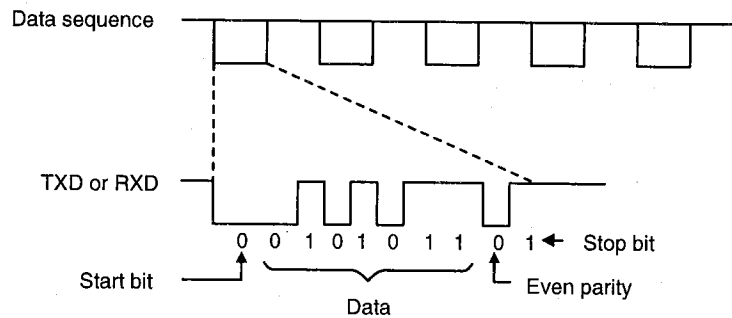 Data sequence
TXD or RXD
0 0 1 0 1 0 1 1 0 1 Stop bit
Start bit
Even parity
Data